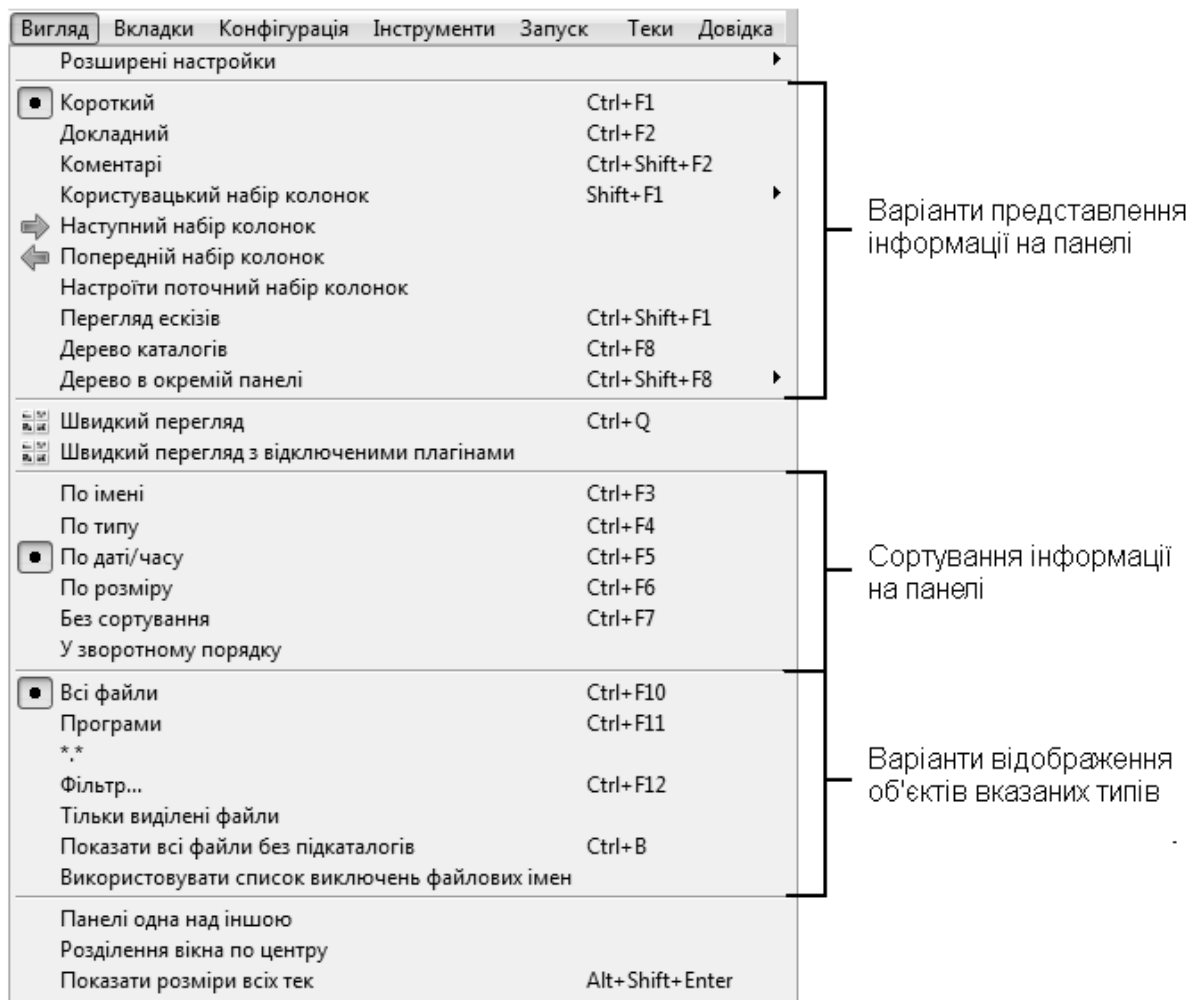 Вигляд Вкладки Конфігурація Інструменти Запуск Теки Довідка
Розширені настройки
Короткий Ctrl+F1
Докладний Ctrl+F2
Коментарі Ctrl+Shift+F2
Користувацький набір колонок Shift+F1
Наступний набір колонок
Попередній набір колонок
Настроїти поточний набір колонок
Перегляд ескізів Ctrl+Shift+F1
Дерево каталогів Ctrl+F8
Дерево в окремій панелі Ctrl+Shift+F8
Варіанти представлення
інформації на панелі
Швидкий перегляд Ctrl+Q
Швидкий перегляд з відключеними плагінами
По імені Ctrl+F3
По типу Ctrl+F4
По даті/часу Ctrl+F5
По розміру Ctrl+F6
Без сортування Ctrl+F7
У зворотному порядку
Сортування інформації
на панелі
Всі файли Ctrl+F10
Програми Ctrl+F11
*.*
Фільтр... Ctrl+F12
Тільки виділені файли
Показати всі файли без підкаталогів Ctrl+B
Використовувати список виключень файлових імен
Варіанти відображення
об'єктів вказаних типів
Панелі одна над іншою
Розділення вікна по центру
Показати розміри всіх тек Alt+Shift+Enter